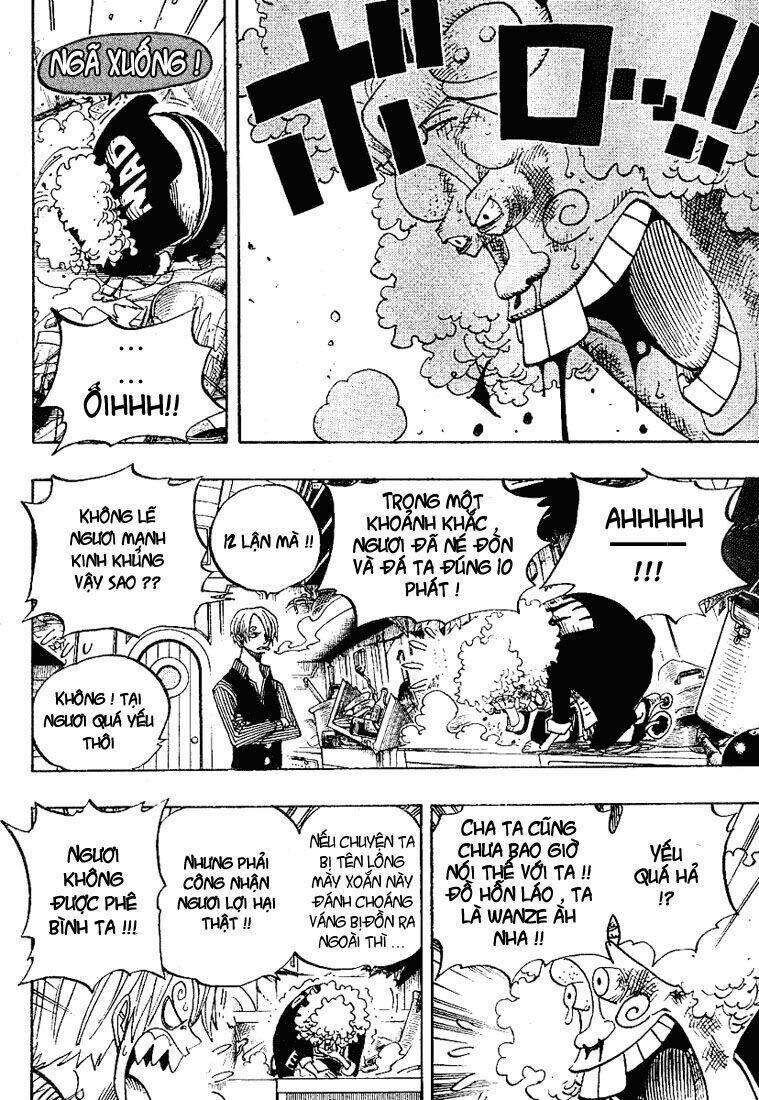 ボロッ!!
NGÃ XUỐNG !
MAD
...
...
ỐIHHH!!
AHHHHH
!!!
TRONG MỘT
KHOẢNH KHẮC ,
NGƯƠI ĐÃ NÉ ĐÒN
VÀ ĐÁ TA ĐÚNG 10
PHÁT !
12 LẬN MÀ !!
KHÔNG LẼ
NGƯƠI MẠNH
KINH KHỦNG
VẬY SAO ??
KHÔNG ! TẠI
NGƯƠI QUÁ YẾU
THÔI
YẾU
QUÁ HẢ
!?
CHA TA CŨNG
CHƯA BAO GIỜ
NÓI THẾ VỚI TA !!
ĐỒ HỖN LÁO , TA
LÀ WANZE ÀH
NHA !!
NẾU CHUYỆN TA
BỊ TÊN LÔNG
MÀY XOẮN NÀY
ĐÁNH CHOÁNG
VÁNG BỊ ĐỒN RA
NGOÀI THÌ ...
NHƯNG PHẢI
CÔNG NHẬN
NGƯƠI LỢI HẠI
THẬT !!
NGƯƠI
KHÔNG
ĐƯỢC PHÊ
BÌNH TA !!!